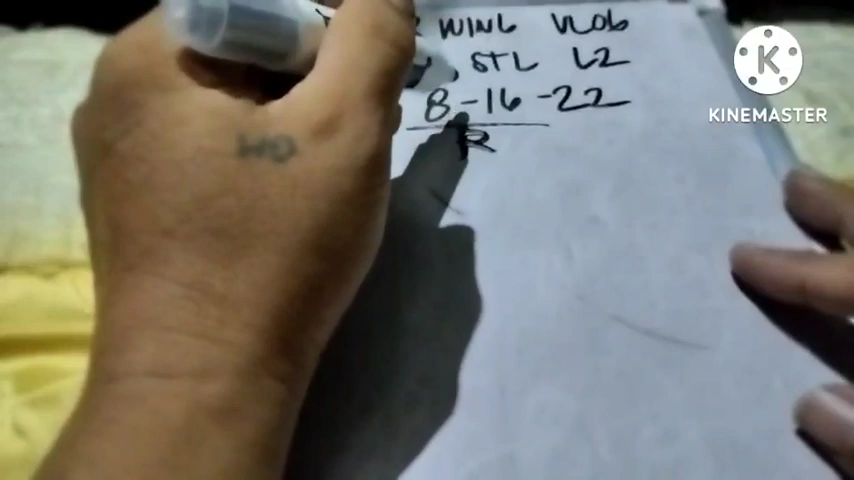 WING VLOG
STL L2
8-16-22
R
K
KINEMASTER